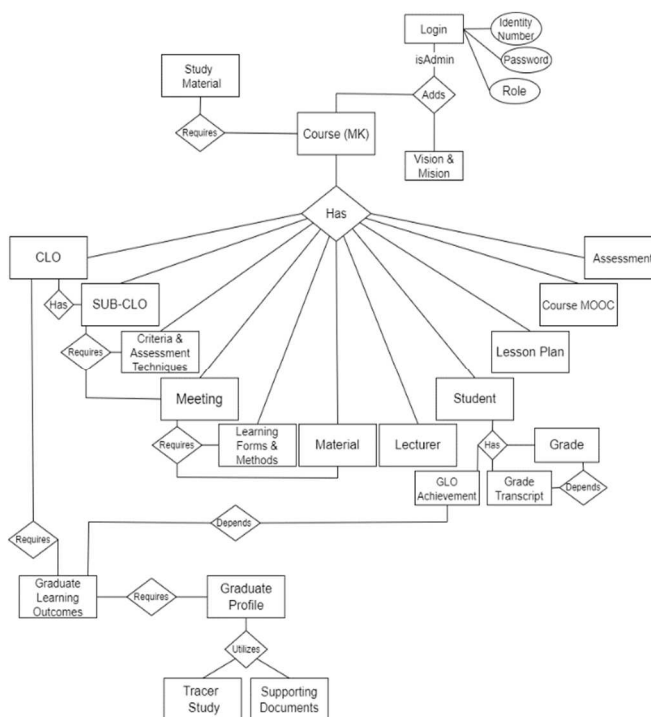 Login
Identity
Number
Password
Role
isAdmin
Study
Material
Adds
Requires
Course (MK)
Vision &
Mision
Has
CLO
Assessment
Has
SUB-CLO
Course MOOC
Requires
Criteria &
Assessment
Techniques
Lesson Plan
Meeting
Student
Requires
Learning
Forms &
Methods
Material
Lecturer
Has
Grade
GLO
Achievement
Grade
Transcript
Depends
Depends
Requires
Graduate
Learning
Outcomes
Requires
Graduate
Profile
Utilizes
Tracer
Study
Supporting
Documents